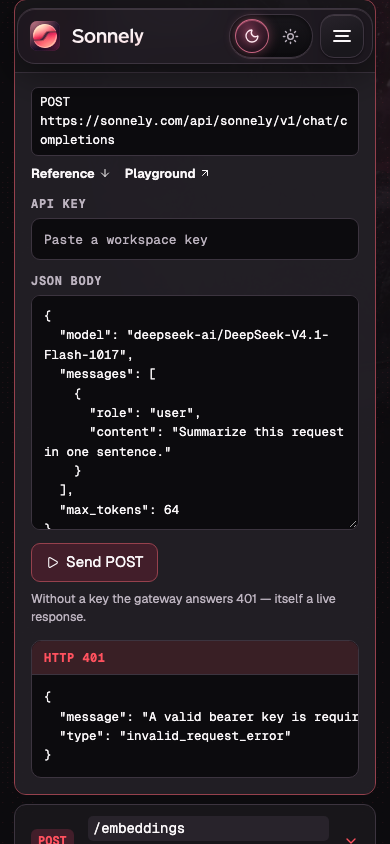 Sonnely
POST
https://sonnely.com/api/sonnely/v1/chat/c
ompletions
Reference ↓ Playground ↗
API KEY
Paste a workspace key
JSON BODY
{
"model": "deepseek-ai/DeepSeek-V4.1-
Flash-1017",
"messages": [
{
"role": "user",
"content": "Summarize this request
in one sentence."
}
],
"max_tokens": 64
}
Send POST
Without a key the gateway answers 401 — itself a live
response.
HTTP 401
{
"message": "A valid bearer key is requir
"type": "invalid_request_error"
}
POST /embeddings